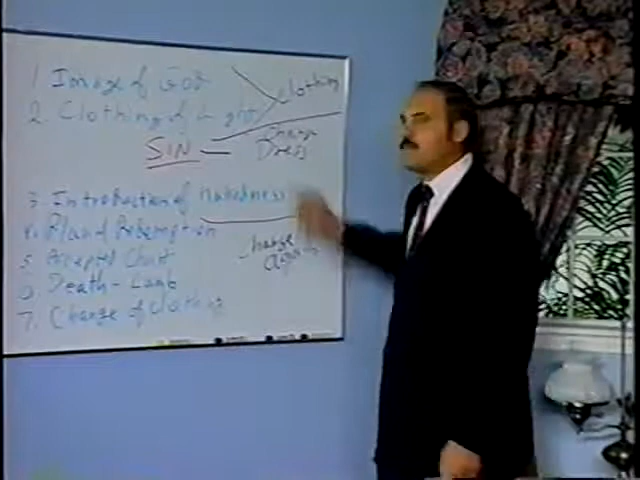 1 Image of God
clothing
2. Clothing of Light
SIN
Change
Dress
3. Introduction of nakedness
4. Plan of Redemption
Change
Again
5. Accepted Christ
6 Death - Lamb
7. Change of Clothing